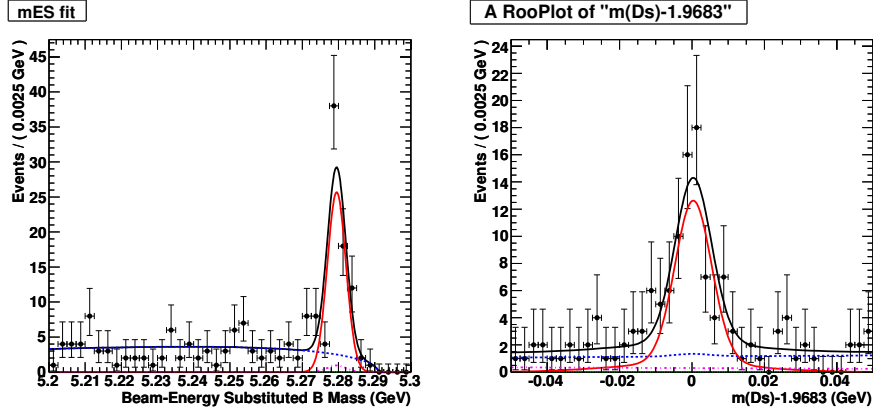 mES fit
A RooPlot of "m(Ds)-1.9683"
Events / ( 0.0025 GeV )
45
40
35
30
25
20
15
10
5
0
5.2 5.21 5.22 5.23 5.24 5.25 5.26 5.27 5.28 5.29 5.3
Beam-Energy Substituted B Mass (GeV)
Events / ( 0.0025 GeV )
24
22
20
18
16
14
12
10
8
6
4
2
0
-0.04 -0.02 0 0.02 0.04
m(Ds)-1.9683 (GeV)